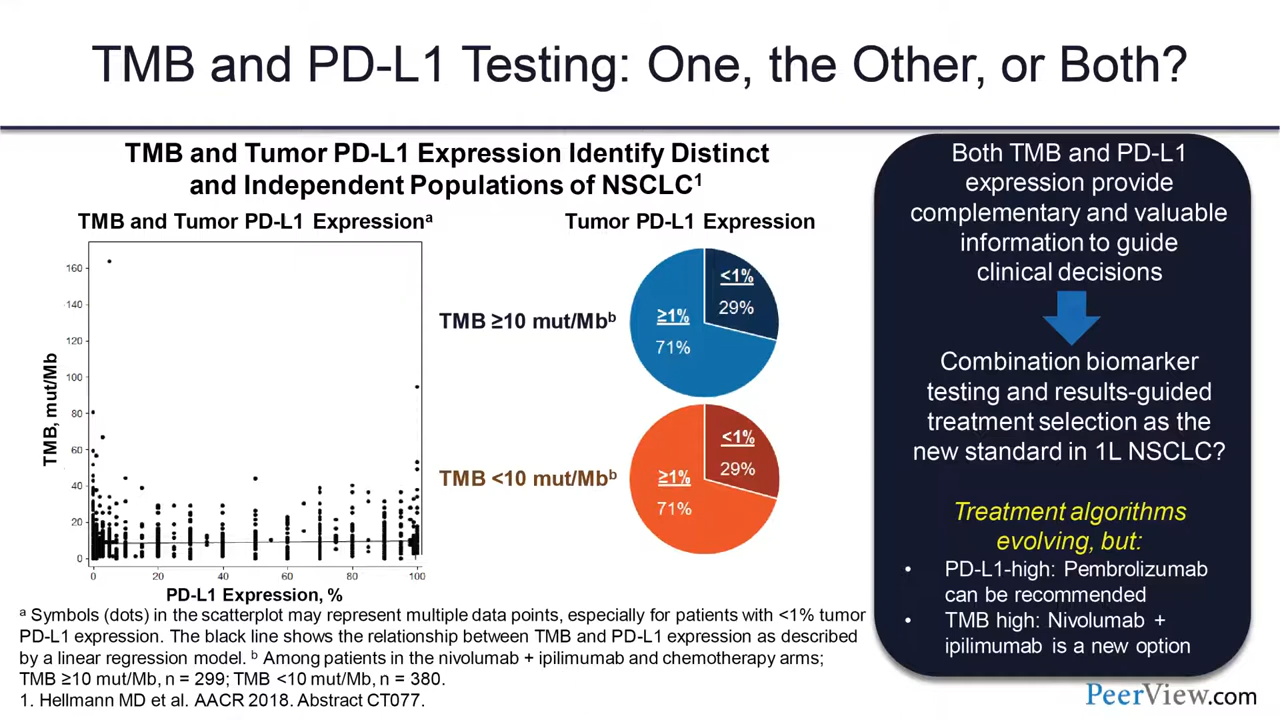 TMB and PD-L1 Testing: One, the Other, or Both?
TMB and Tumor PD-L1 Expression Identify Distinct
and Independent Populations of NSCLC1
TMB and Tumor PD-L1 Expressiona
TMB, mut/Mb
160
140
120
100
80
60
40
20
0
0 20 40 60 80 100
PD-L1 Expression, %
Tumor PD-L1 Expression
TMB ≥10 mut/Mbb
<1%
29%
≥1%
71%
TMB <10 mut/Mbb
<1%
29%
≥1%
71%
a Symbols (dots) in the scatterplot may represent multiple data points, especially for patients with <1% tumor
PD-L1 expression. The black line shows the relationship between TMB and PD-L1 expression as described
by a linear regression model. b Among patients in the nivolumab + ipilimumab and chemotherapy arms;
TMB ≥10 mut/Mb, n = 299; TMB <10 mut/Mb, n = 380.
1. Hellmann MD et al. AACR 2018. Abstract CT077.
Both TMB and PD-L1
expression provide
complementary and valuable
information to guide
clinical decisions
Combination biomarker
testing and results-guided
treatment selection as the
new standard in 1L NSCLC?
Treatment algorithms
evolving, but:
• PD-L1-high: Pembrolizumab
can be recommended
• TMB high: Nivolumab +
ipilimumab is a new option
PeerView.com